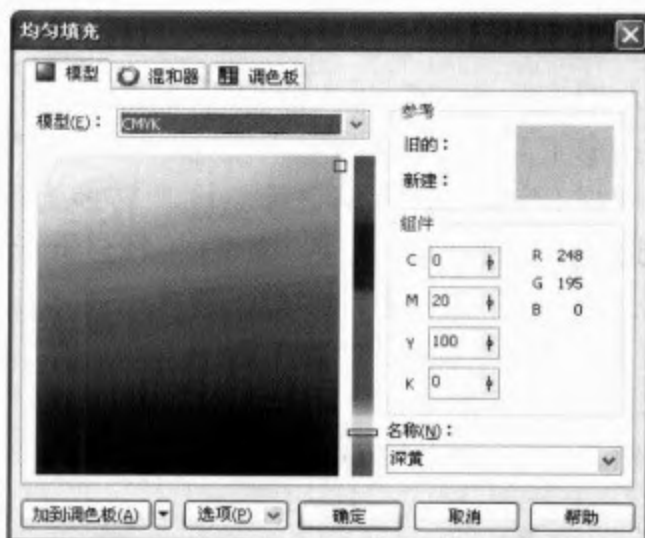 均匀填充
模型 混和器 调色板
模型(E)： CMYK
参考
旧的：
新建：
组件
C 0 R 248
G 195
M 20 B 0
Y 100
K 0
名称(N)：
深黄
加到调色板(A) 选项(P) 确定 取消 帮助